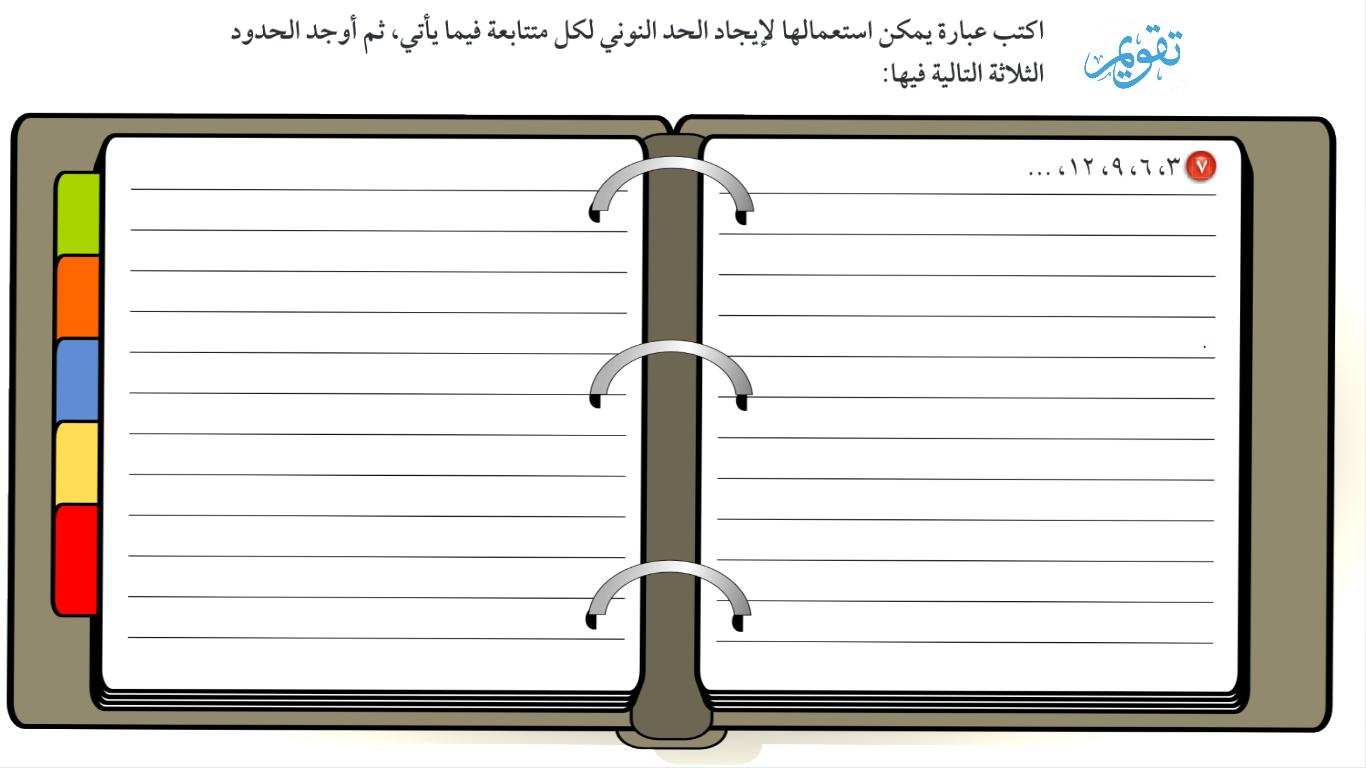 تقويم
اكتب عبارة يمكن استعمالها لإيجاد الحد النوني لكل متتابعة فيما يأتي، ثم أوجد الحدود
الثلاثة التالية فيها:
٧ ٣، ٦، ٩، ١٢، ...